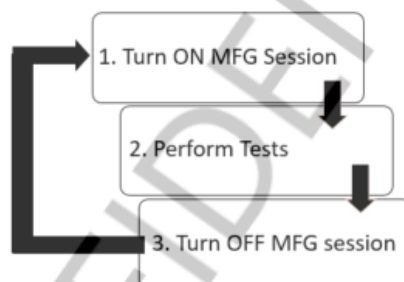 1. Turn ON MFG Session
2. Perform Tests
3. Turn OFF MFG session